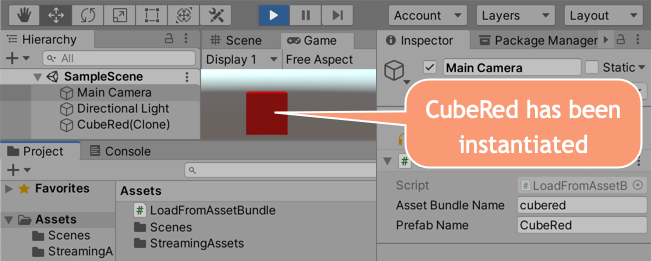 Account
Layers
Layout
Hierarchy
All
SampleScene
Main Camera
Directional Light
CubeRed(Clone)
Scene
Game
Display 1
Free Aspect
Inspector
Package Manager
Main Camera
Static
CubeRed has been
instantiated
Script
LoadFromAssetB
Asset Bundle Name
cubered
Prefab Name
CubeRed
Project
Console
Favorites
Assets
Scenes
StreamingA
Assets
LoadFromAssetBundle
Scenes
StreamingAssets